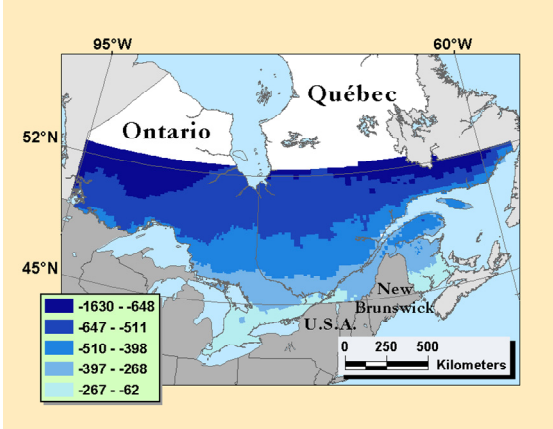 95°W
60°W
Québec
Ontario
52°N
45°N
New
Brunswick
U.S.A.
-1630 - -648
-647 - -511
-510 - -398
-397 - -268
-267 - -62
0 250 500
Kilometers